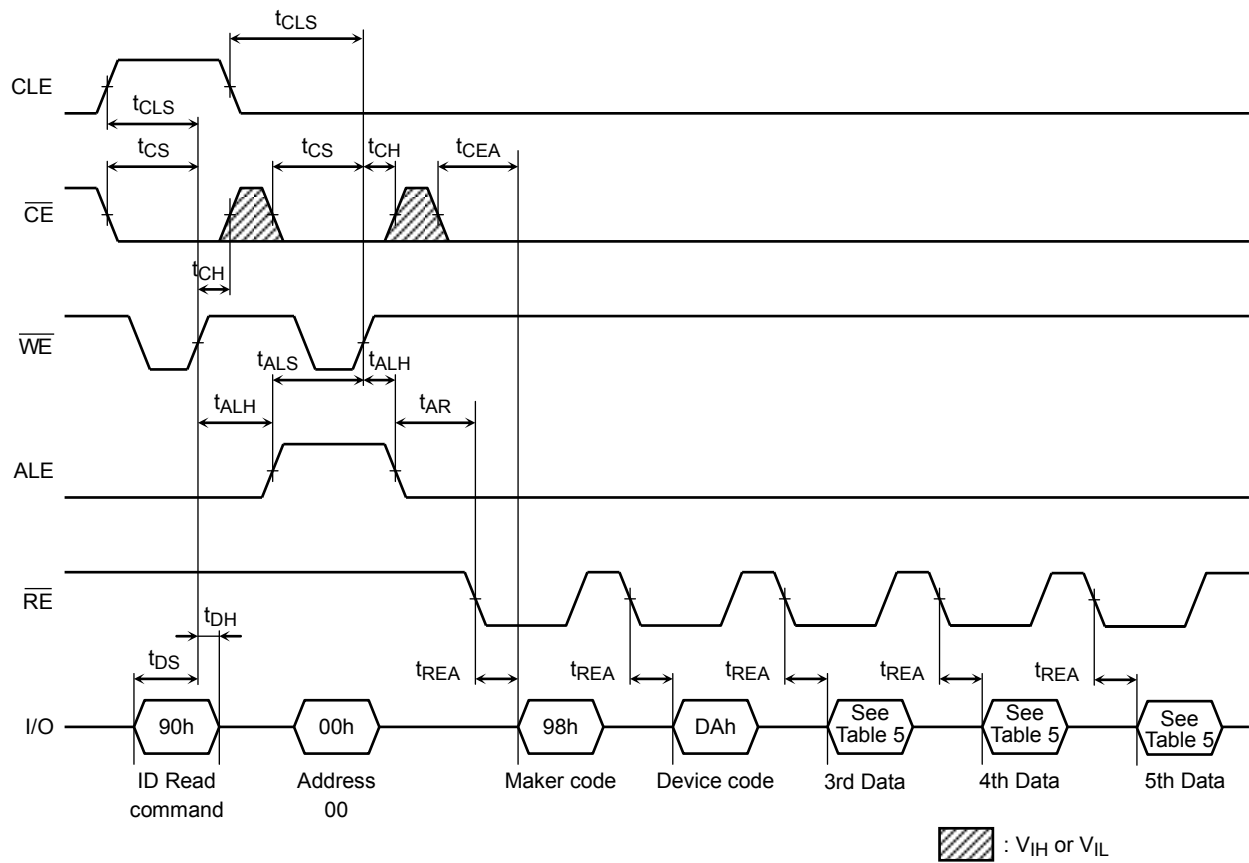 tCLS
CLE
tCLS
tCS tCS tCH tCEA
CE
tCH
WE
tALS tALH
tALH tAR
ALE
RE
tDH
tDS tREA tREA tREA tREA tREA
I/O 90h 00h 98h DAh See Table 5 See Table 5 See Table 5
ID Read command
Address 00
Maker code
Device code
3rd Data
4th Data
5th Data
: VIH or VIL